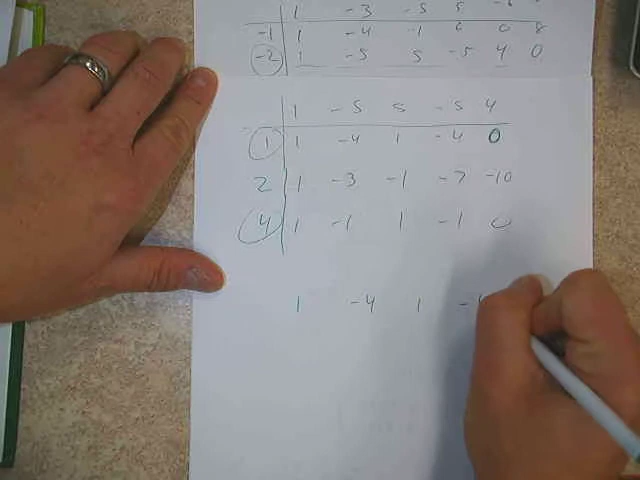 1 -3 -5 5
-1 1 -4 -1 6 0 8
-2 1 -5 5 -5 4 0
1 -5 5 -5 4
1 1 -4 1 -4 0
2 1 -3 -1 -7 -10
4 1 -1 1 -1 0
1 -4 1